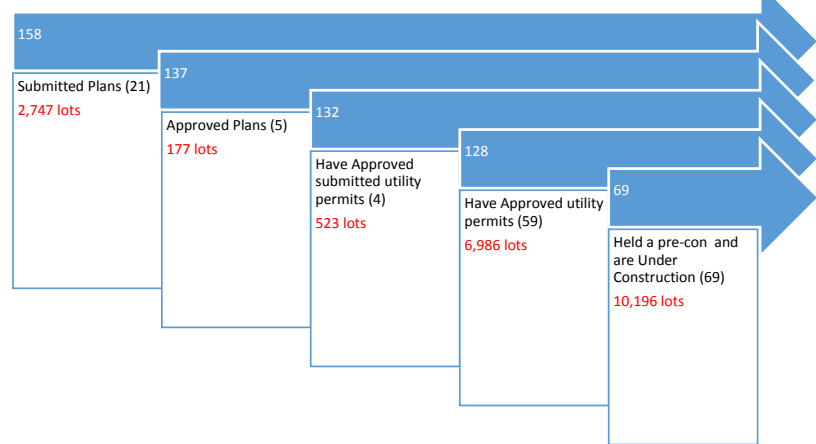 158
Submitted Plans (21)
2,747 lots
137
Approved Plans (5)
177 lots
132
Have Approved
submitted utility
permits (4)
523 lots
128
Have Approved utility
permits (59)
6,986 lots
69
Held a pre-con and
are Under
Construction (69)
10,196 lots